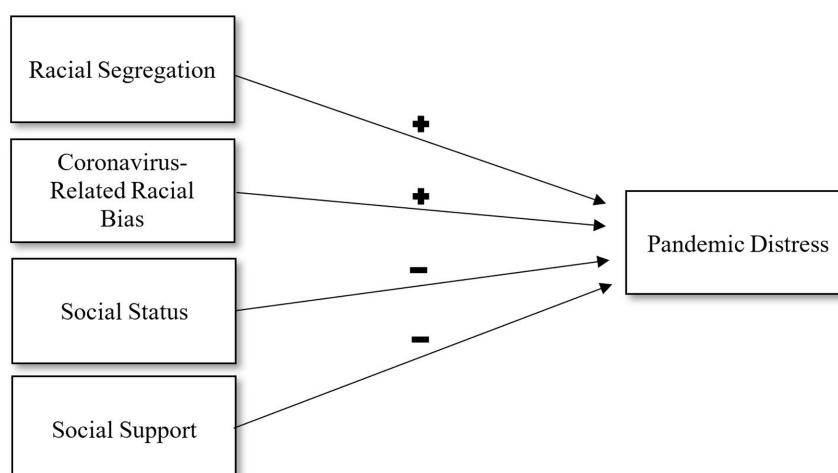 Racial Segregation
+
Coronavirus-
Related Racial
Bias
+
Pandemic Distress
Social Status
-
Social Support
-